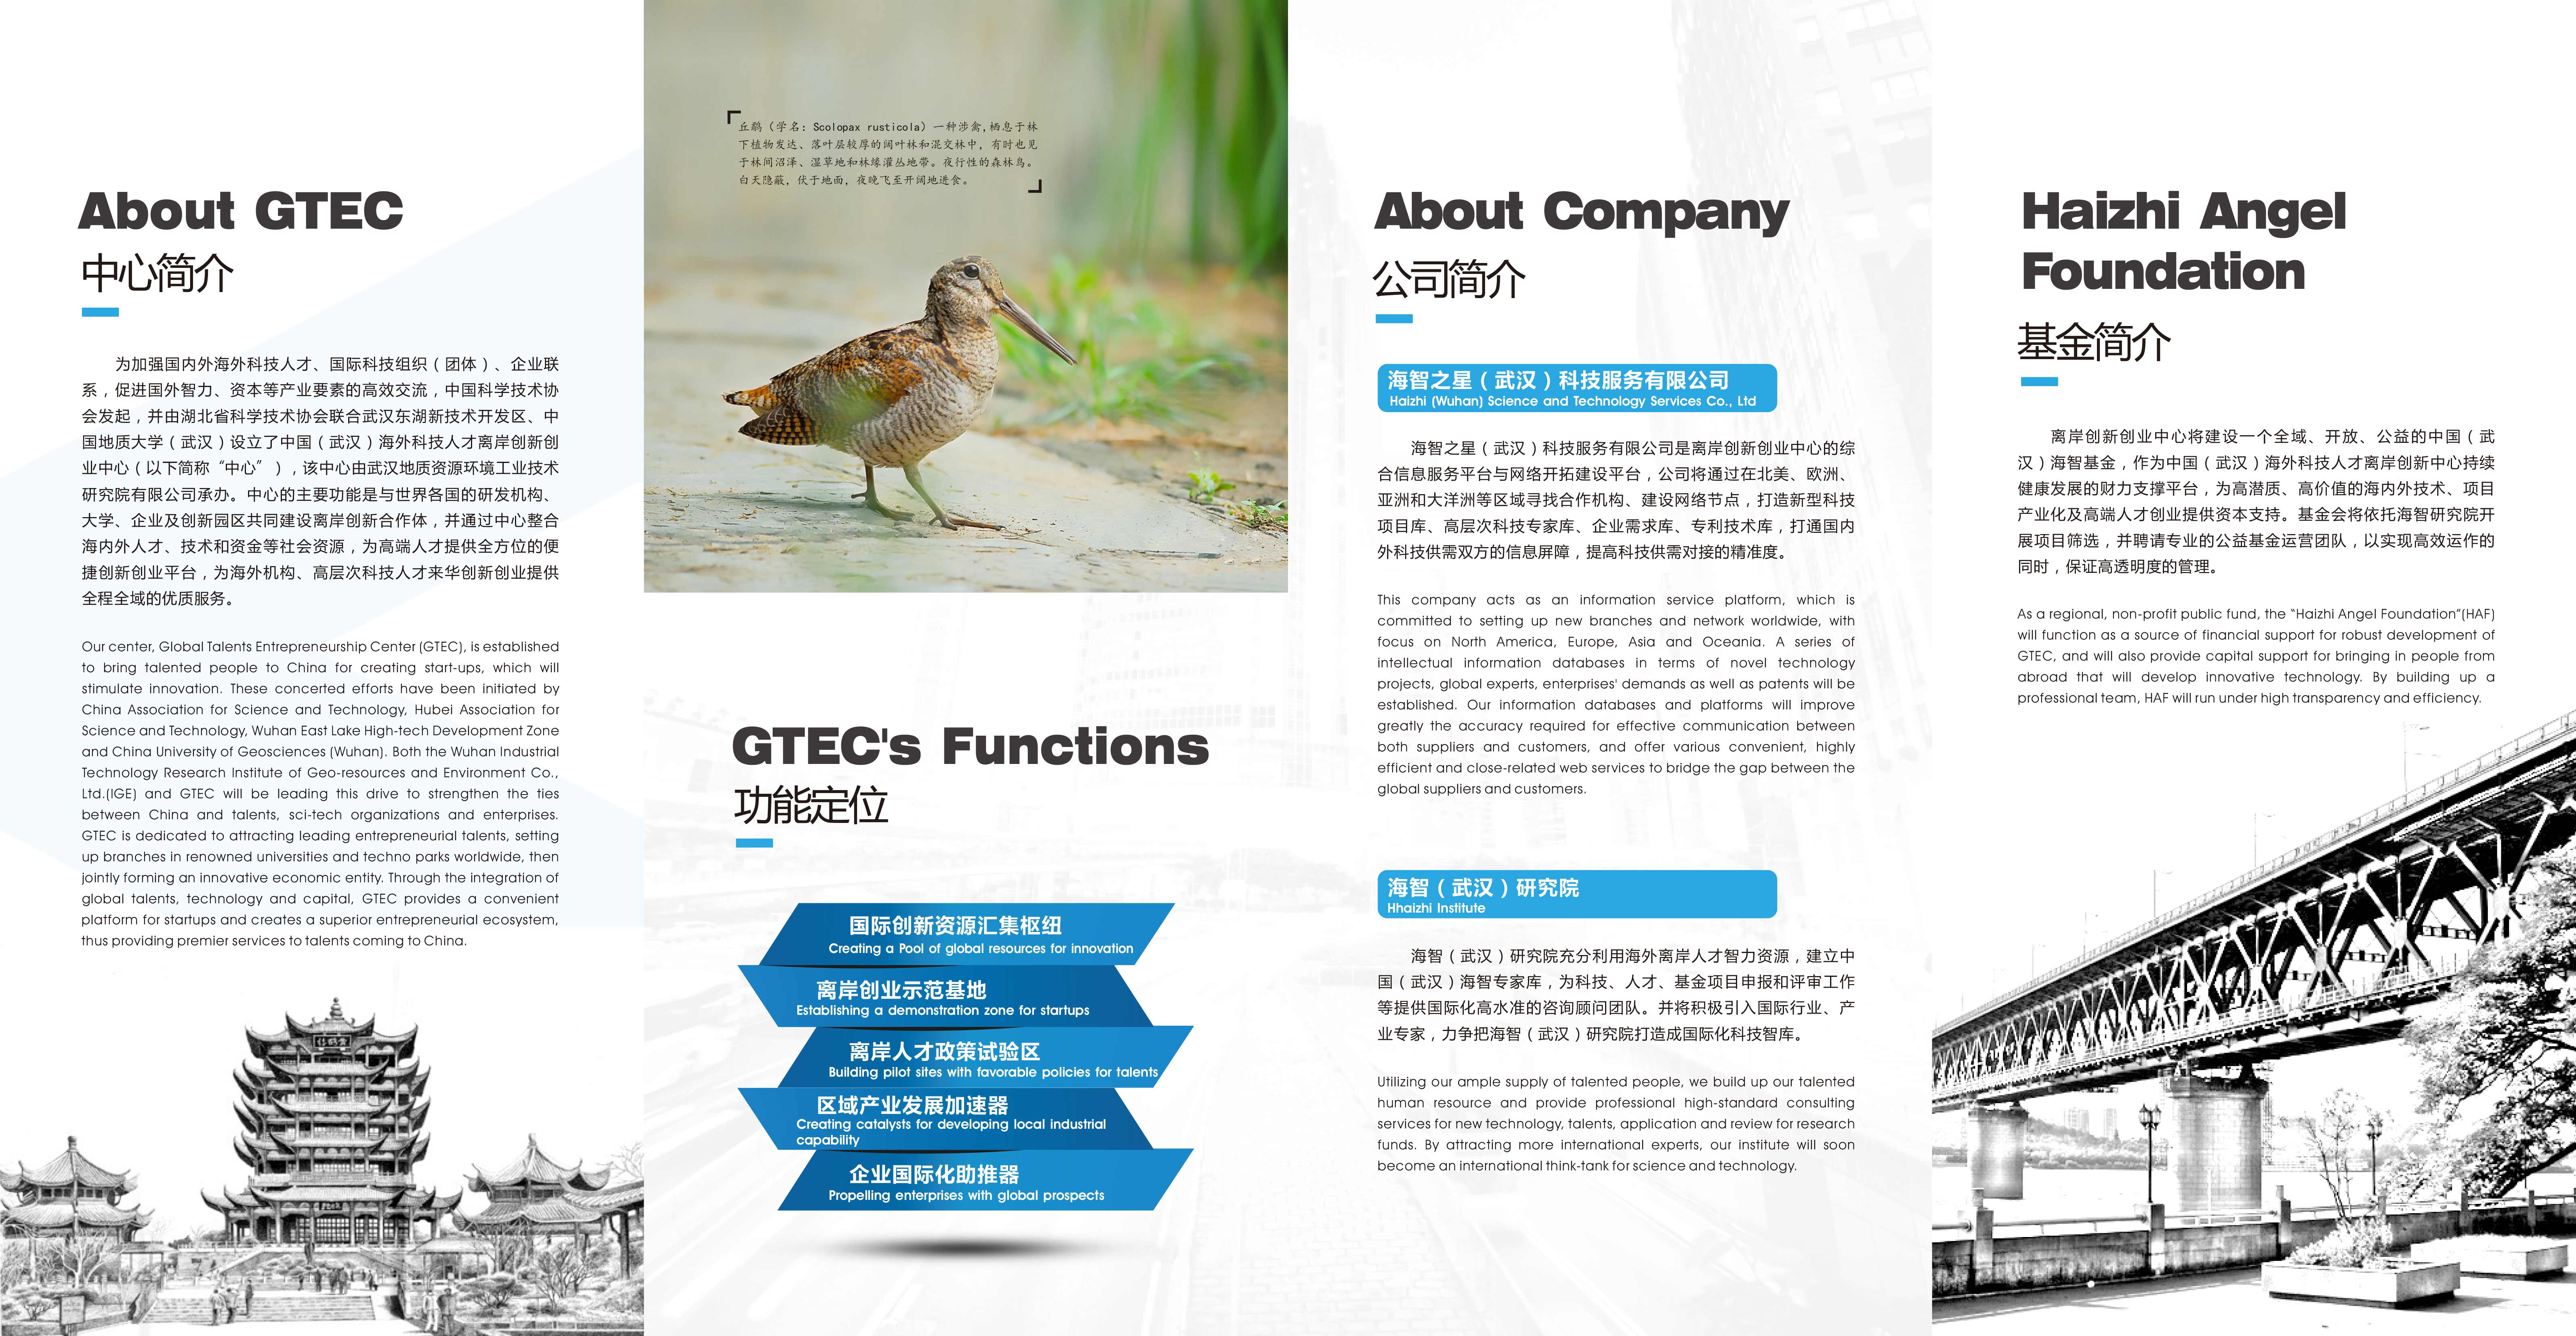 About GTEC
中心简介
为加强国内外海外科技人才、国际科技组织（团体）、企业联
系，促进国外智力、资本等产业要素的高效交流，中国科学技术协
会发起，并由湖北省科学技术协会联合武汉东湖新技术开发区、中
国地质大学（武汉）设立了中国（武汉）海外科技人才离岸创新创
业中心（以下简称“中心”），该中心由武汉地质资源环境工业技术
研究院有限公司承办。中心的主要功能是与世界各国的研发机构、
大学、企业及创新园区共同建设离岸创新合作体，并通过中心整合
海内外人才、技术和资金等社会资源，为高端人才提供全方位的便
捷创新创业平台，为海外机构、高层次科技人才来华创新创业提供
全程全域的优质服务。
Our center, Global Talents Entrepreneurship Center (GTEC), is established
to bring talented people to China for creating start-ups, which will
stimulate innovation. These concerted efforts have been initiated by
China Association for Science and Technology, Hubei Association for
Science and Technology, Wuhan East Lake High-tech Development Zone
and China University of Geosciences (Wuhan). Both the Wuhan Industrial
Technology Research Institute of Geo-resources and Environment Co.,
Ltd.(IGE) and GTEC will be leading this drive to strengthen the ties
between China and talents, sci-tech organizations and enterprises.
GTEC is dedicated to attracting leading entrepreneurial talents, setting
up branches in renowned universities and techno parks worldwide, then
jointly forming an innovative economic entity. Through the integration of
global talents, technology and capital, GTEC provides a convenient
platform for startups and creates a superior entrepreneurial ecosystem,
thus providing premier services to talents coming to China.
丘鹬（学名：Scolopax rusticola）一种涉禽,栖息于林
下植物发达、落叶层较厚的阔叶林和混交林中，有时也见
于林间沼泽、湿草地和林缘灌丛地带。夜行性的森林鸟。
白天隐蔽，伏于地面，夜晚飞至开阔地进食。
GTEC's Functions
功能定位
国际创新资源汇集枢纽
Creating a Pool of global resources for innovation
离岸创业示范基地
Establishing a demonstration zone for startups
离岸人才政策试验区
Building pilot sites with favorable policies for talents
区域产业发展加速器
Creating catalysts for developing local industrial
capability
企业国际化助推器
Propelling enterprises with global prospects
About Company
公司简介
海智之星（武汉）科技服务有限公司
Haizhi (Wuhan) Science and Technology Services Co., Ltd
海智之星（武汉）科技服务有限公司是离岸创新创业中心的综
合信息服务平台与网络开拓建设平台，公司将通过在北美、欧洲、
亚洲和大洋洲等区域寻找合作机构、建设网络节点，打造新型科技
项目库、高层次科技专家库、企业需求库、专利技术库，打通国内
外科技供需双方的信息屏障，提高科技供需对接的精准度。
This company acts as an information service platform, which is
committed to setting up new branches and network worldwide, with
focus on North America, Europe, Asia and Oceania. A series of
intellectual information databases in terms of novel technology
projects, global experts, enterprises' demands as well as patents will be
established. Our information databases and platforms will improve
greatly the accuracy required for effective communication between
both suppliers and customers, and offer various convenient, highly
efficient and close-related web services to bridge the gap between the
global suppliers and customers.
海智（武汉）研究院
Hhaizhi Institute
海智（武汉）研究院充分利用海外离岸人才智力资源，建立中
国（武汉）海智专家库，为科技、人才、基金项目申报和评审工作
等提供国际化高水准的咨询顾问团队。并将积极引入国际行业、产
业专家，力争把海智（武汉）研究院打造成国际化科技智库。
Utilizing our ample supply of talented people, we build up our talented
human resource and provide professional high-standard consulting
services for new technology, talents, application and review for research
funds. By attracting more international experts, our institute will soon
become an international think-tank for science and technology.
Haizhi Angel
Foundation
基金简介
离岸创新创业中心将建设一个全域、开放、公益的中国（武
汉）海智基金，作为中国（武汉）海外科技人才离岸创新中心持续
健康发展的财力支撑平台，为高潜质、高价值的海内外技术、项目
产业化及高端人才创业提供资本支持。基金会将依托海智研究院开
展项目筛选，并聘请专业的公益基金运营团队，以实现高效运作的
同时，保证高透明度的管理。
As a regional, non-profit public fund, the “Haizhi Angel Foundation”(HAF)
will function as a source of financial support for robust development of
GTEC, and will also provide capital support for bringing in people from
abroad that will develop innovative technology. By building up a
professional team, HAF will run under high transparency and efficiency.